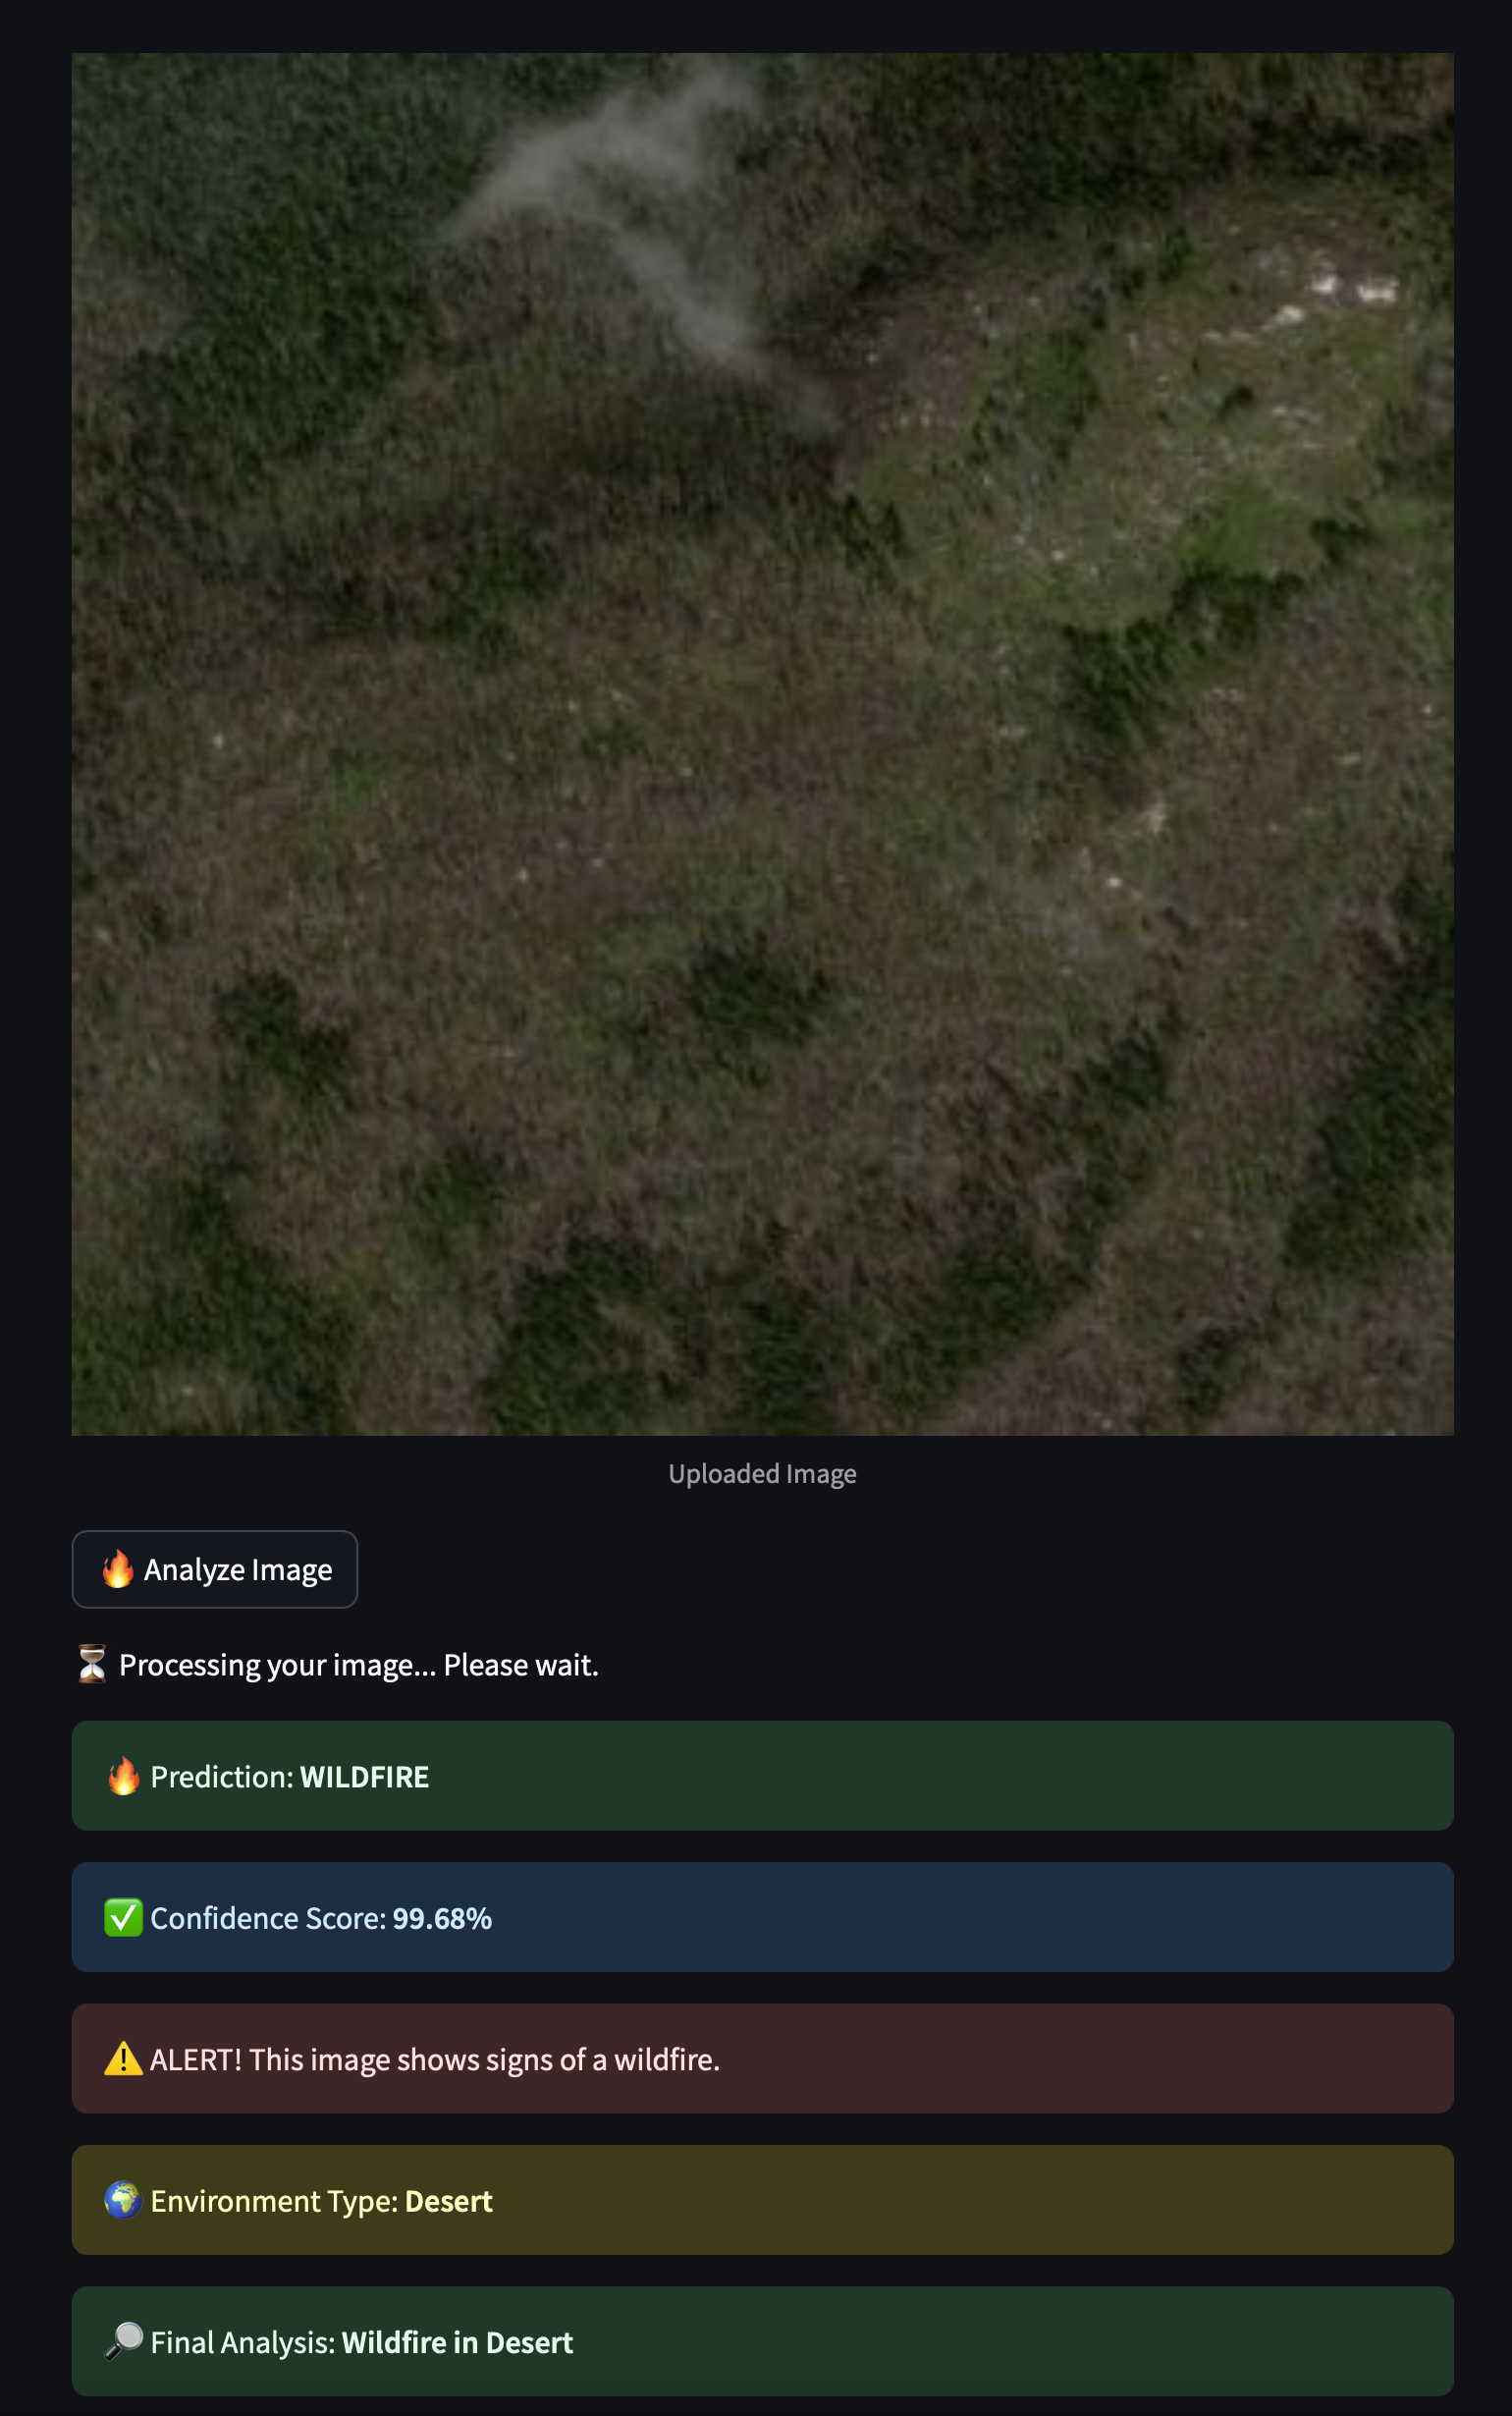 Uploaded Image
🔥 Analyze Image
⏳ Processing your image... Please wait.
🔥 Prediction: WILDFIRE
✅ Confidence Score: 99.68%
⚠️ ALERT! This image shows signs of a wildfire.
🌍 Environment Type: Desert
🔎 Final Analysis: Wildfire in Desert